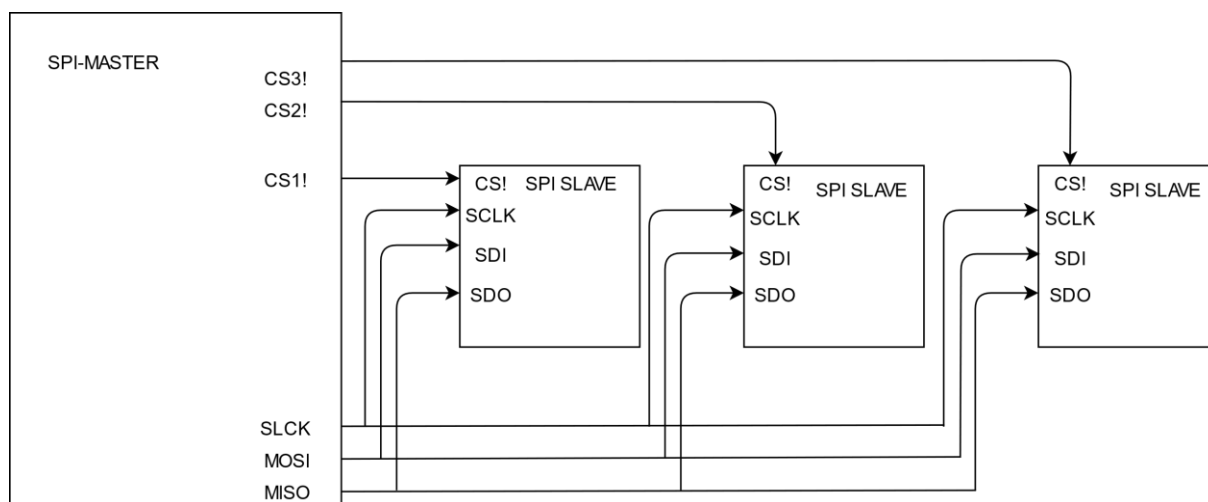 SPI-MASTER
CS3!
CS2!
CS1!
CS! SPI SLAVE
SCLK
SDI
SDO
CS! SPI SLAVE
SCLK
SDI
SDO
CS! SPI SLAVE
SCLK
SDI
SDO
SLCK
MOSI
MISO